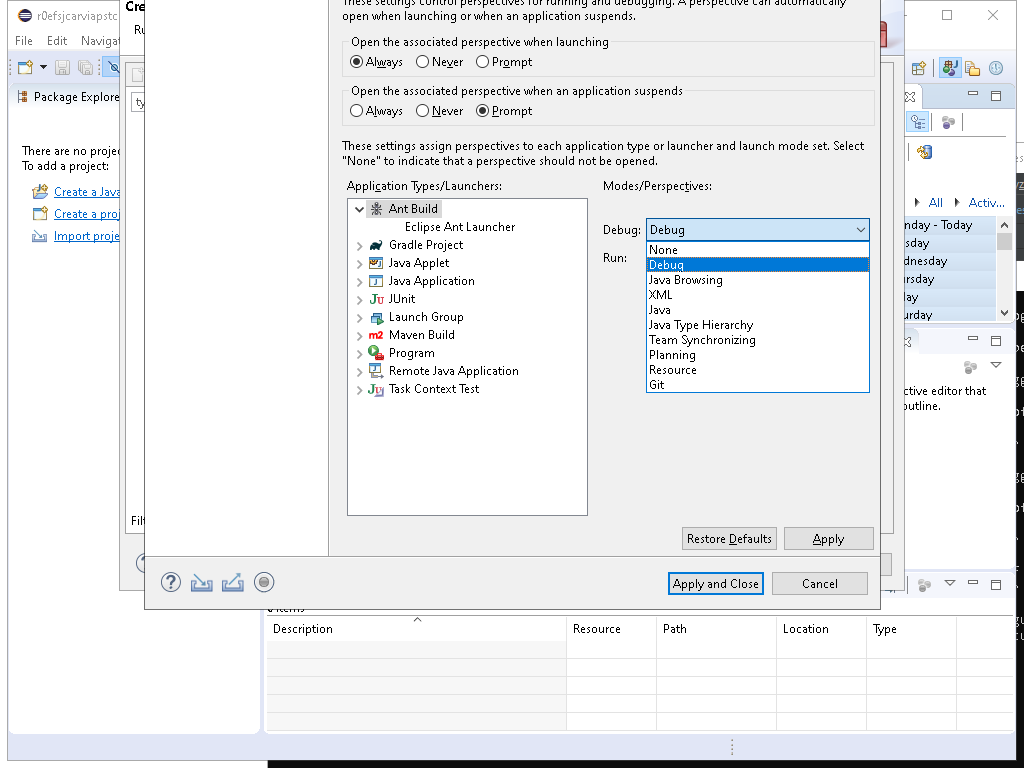 r0efsjcarviapstc
Cre
These settings control perspectives for running and debugging. A perspective can automatically
open when launching or when an application suspends.
File Edit Navigat
Ru
Open the associated perspective when launching
Always Never Prompt
Package Explore
ty
Open the associated perspective when an application suspends
Always Never Prompt
There are no projec
To add a project:
Create a Java
Create a proj
Import proje
These settings assign perspectives to each application type or launcher and launch mode set. Select
"None" to indicate that a perspective should not be opened.
Application Types/Launchers:
Modes/Perspectives:
Ant Build
Eclipse Ant Launcher
Gradle Project
Java Applet
Java Application
JUnit
Launch Group
Maven Build
Program
Remote Java Application
Task Context Test
Debug: Debug
Run:
None
Debug
Java Browsing
XML
Java
Java Type Hierarchy
Team Synchronizing
Planning
Resource
Git
All Activ...
nday - Today
sday
dnesday
rsday
ay
urday
ctive editor that
outline.
Filt
Restore Defaults Apply
Apply and Close Cancel
Description Resource Path Location Type